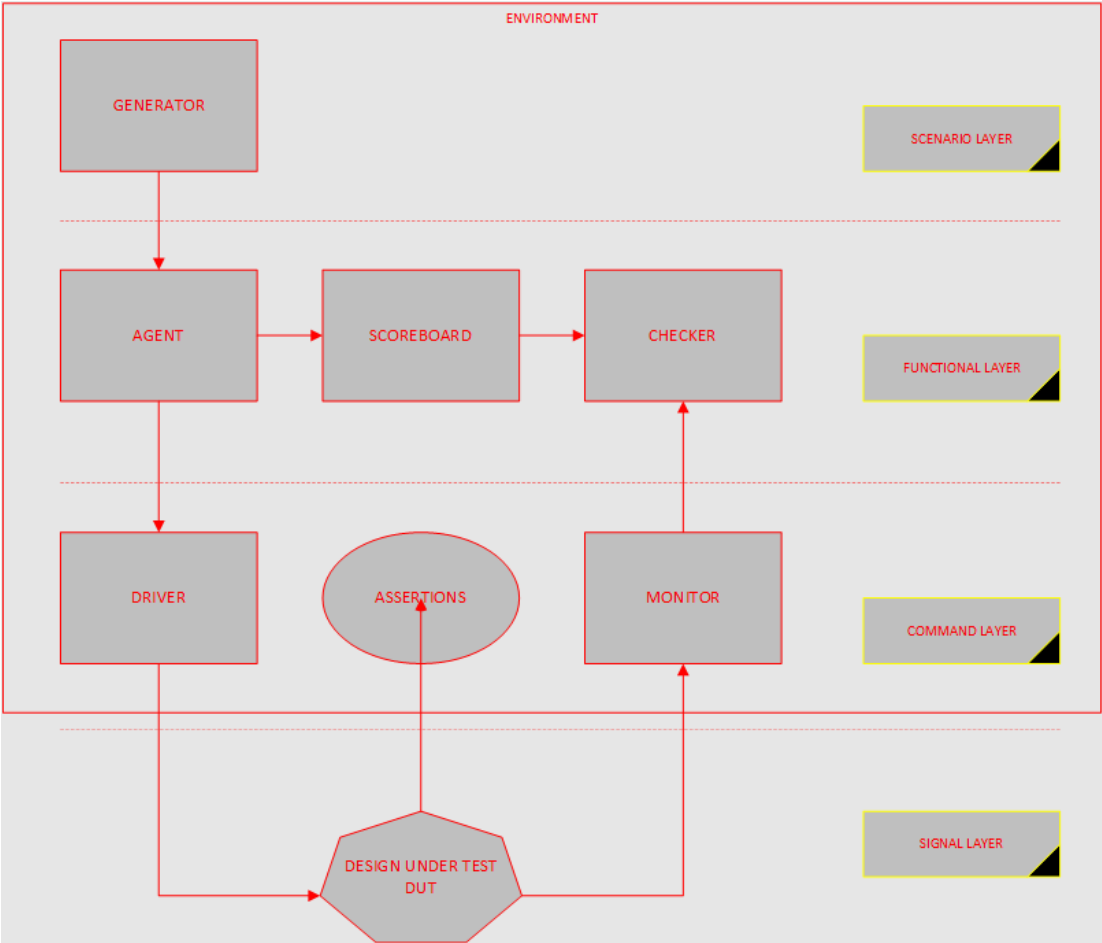 ENVIRONMENT
GENERATOR
SCENARIO LAYER
AGENT
SCOREBOARD
CHECKER
FUNCTIONAL LAYER
DRIVER
ASSERTIONS
MONITOR
COMMAND LAYER
DESIGN UNDER TEST
DUT
SIGNAL LAYER